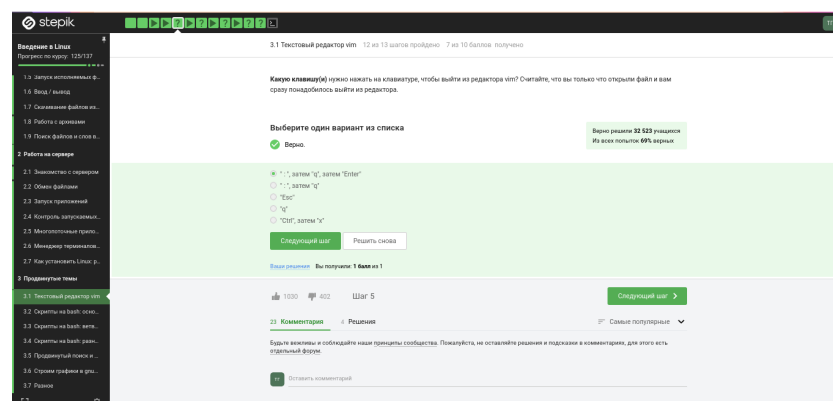 stepik
Введение в Linux
Прогресс по курсу: 125/137
1.5 Запуск исполняемых ф...
1.6 Ввод / вывод
1.7 Скачивание файлов из...
1.8 Работа с архивами
1.9 Поиск файлов и слов в...
2 Работа на сервере
2.1 Знакомство с сервером
2.2 Обмен файлами
2.3 Запуск приложений
2.4 Контроль запускаемых...
2.5 Многопоточные прило...
2.6 Менеджер терминалов...
2.7 Как установить Linux: р...
3 Продвинутые темы
3.1 Текстовый редактор vim
3.2 Скрипты на bash: осно...
3.3 Скрипты на bash: ветв...
3.4 Скрипты на bash: разн...
3.5 Продвинутый поиск и ...
3.6 Строим графики в gnu...
3.7 Разное
3.1 Текстовый редактор vim 12 из 13 шагов пройдено 7 из 10 баллов получено
Какую клавишу(и) нужно нажать на клавиатуре, чтобы выйти из редактора vim? Считайте, что вы только что открыли файл и вам
сразу понадобилось выйти из редактора.
Выберите один вариант из списка
Верно.
Верно решили 32 523 учащихся
Из всех попыток 69% верных
" : ", затем "q", затем "Enter"
" : ", затем "q"
"Esc"
"q"
"Ctrl", затем "x"
Следующий шаг Решить снова
Ваши решения Вы получили: 1 балл из 1
1030 402 Шаг 5 Следующий шаг
23 Комментария 4 Решения Самые популярные
Будьте вежливы и соблюдайте наши принципы сообщества. Пожалуйста, не оставляйте решения и подсказки в комментариях, для этого есть
отдельный форум.
Оставить комментарий